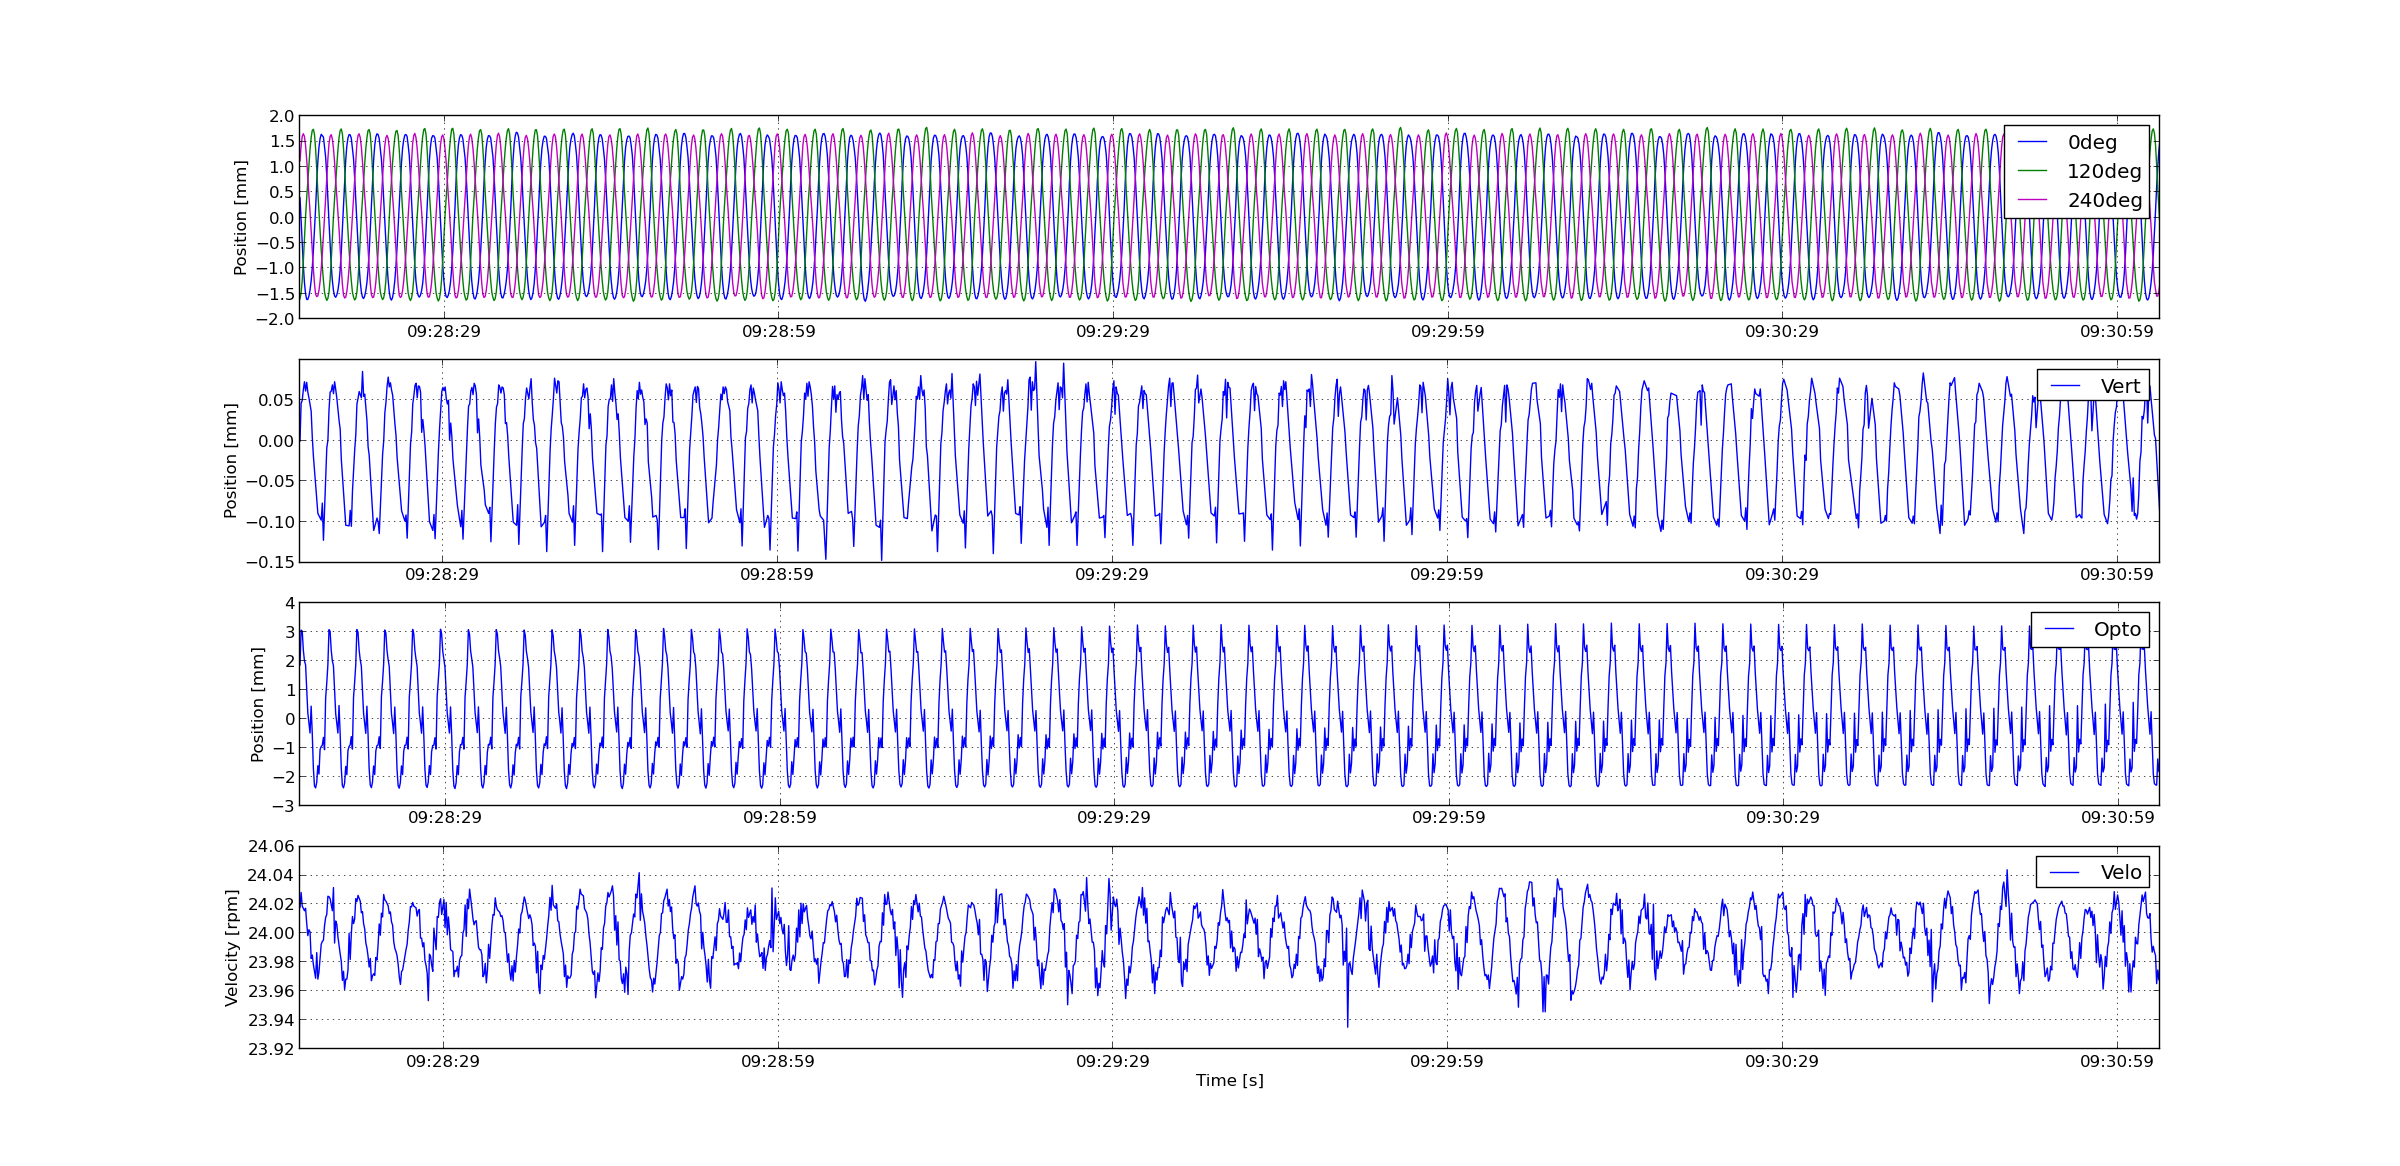 2.0
1.5
1.0
0.5
0.0
−0.5
−1.0
−1.5
−2.0
Position [mm]
0deg
120deg
240deg
09:28:29 09:28:59 09:29:29 09:29:59 09:30:29 09:30:59
0.05
0.00
−0.05
−0.10
−0.15
Position [mm]
Vert
09:28:29 09:28:59 09:29:29 09:29:59 09:30:29 09:30:59
4
3
2
1
0
−1
−2
−3
Position [mm]
Opto
09:28:29 09:28:59 09:29:29 09:29:59 09:30:29 09:30:59
24.06
24.04
24.02
24.00
23.98
23.96
23.94
23.92
Velocity [rpm]
Velo
09:28:29 09:28:59 09:29:29 09:29:59 09:30:29 09:30:59
Time [s]